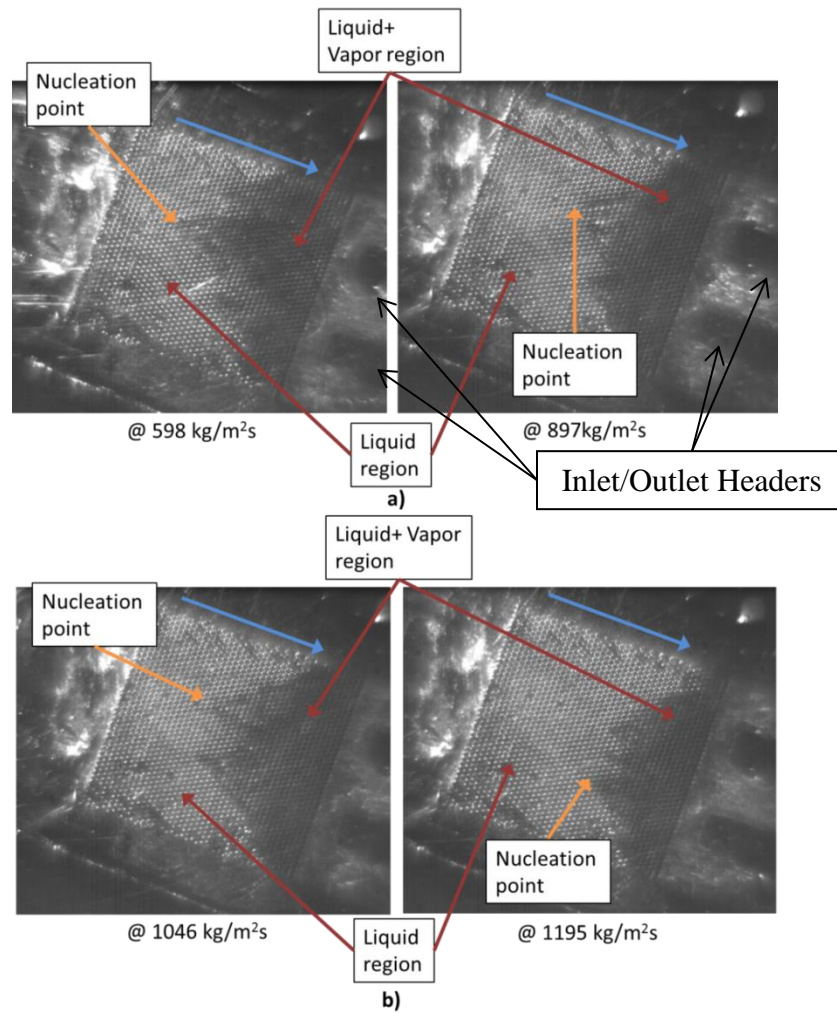 Liquid+
Vapor region
Nucleation
point
Nucleation
point
@ 598 kg/m²s
@ 897kg/m²s
Liquid
region
Inlet/Outlet Headers
a)
Liquid+ Vapor
region
Nucleation
point
Nucleation
point
@ 1046 kg/m²s
@ 1195 kg/m²s
Liquid
region
b)